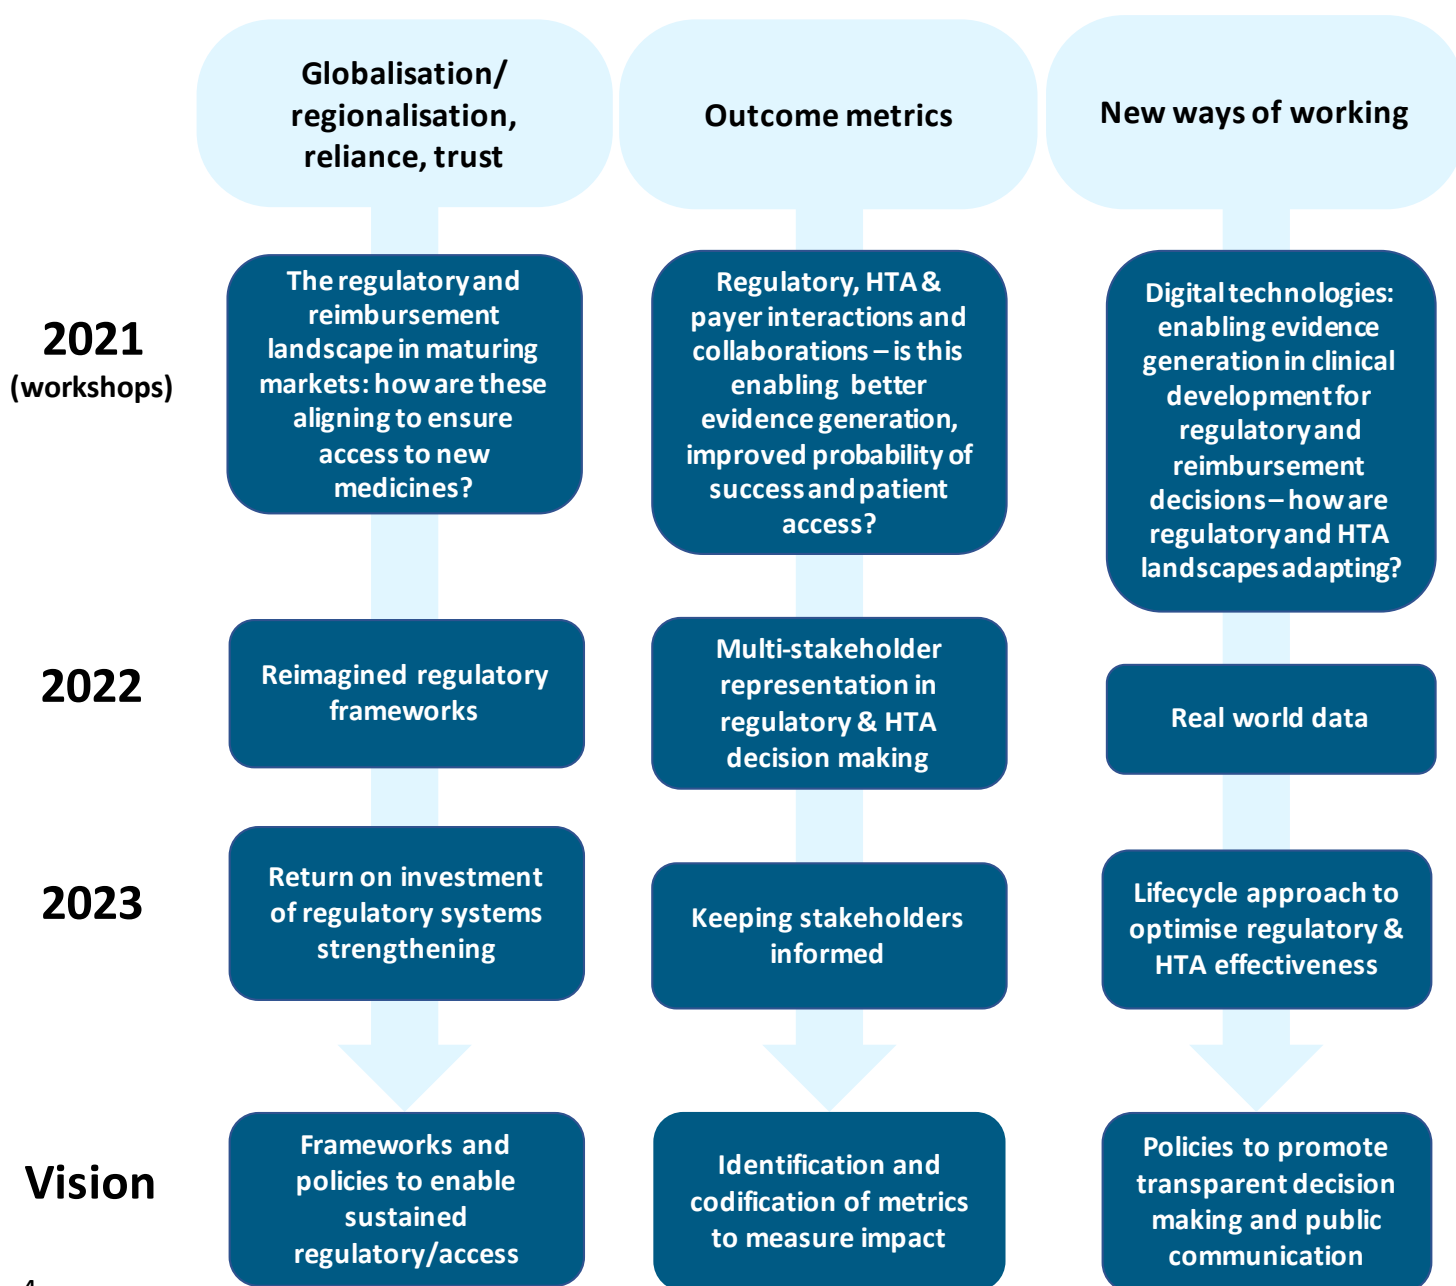 Globalisation/
regionalisation,
reliance, trust
Outcome metrics
New ways of working
2021
(workshops)
The regulatory and
reimbursement
landscape in maturing
markets: how are these
aligning to ensure
access to new
medicines?
Regulatory, HTA &
payer interactions and
collaborations – is this
enabling better
evidence generation,
improved probability of
success and patient
access?
Digital technologies:
enabling evidence
generation in clinical
development for
regulatory and
reimbursement
decisions – how are
regulatory and HTA
landscapes adapting?
2022
Reimagined regulatory
frameworks
Multi-stakeholder
representation in
regulatory & HTA
decision making
Real world data
2023
Return on investment
of regulatory systems
strengthening
Keeping stakeholders
informed
Lifecycle approach to
optimise regulatory &
HTA effectiveness
Vision
Frameworks and
policies to enable
sustained
regulatory/access
Identification and
codification of metrics
to measure impact
Policies to promote
transparent decision
making and public
communication